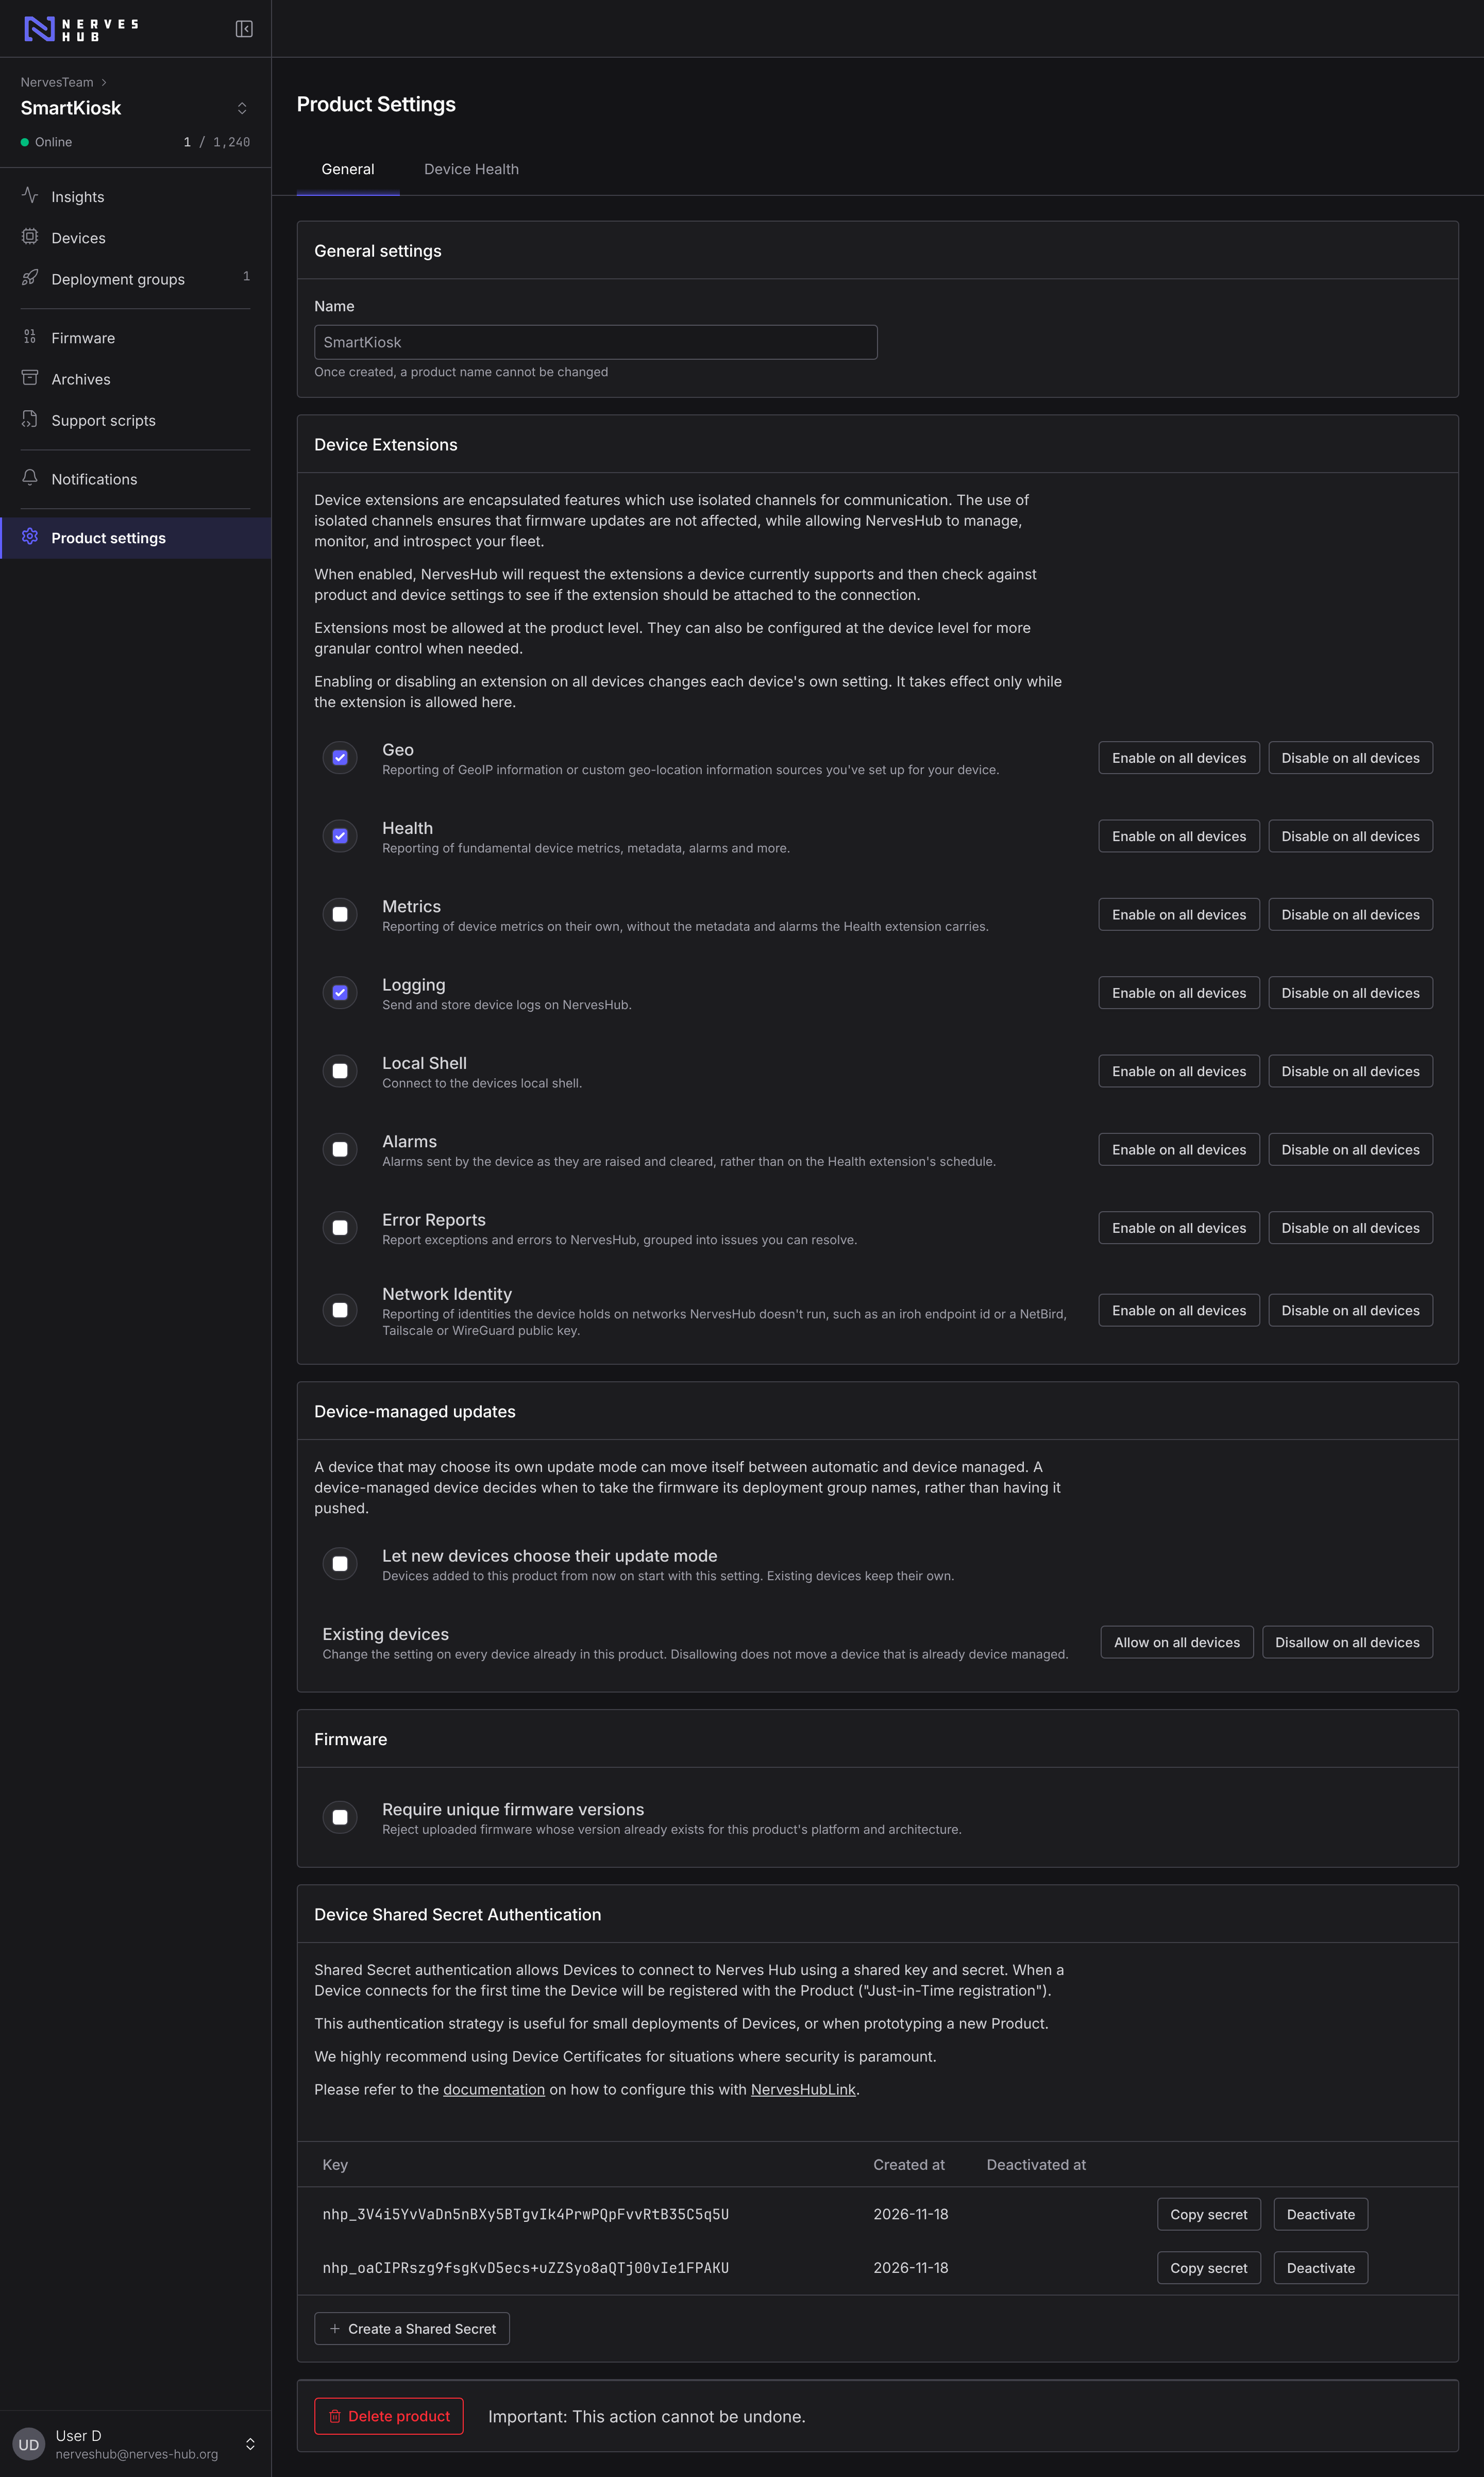 NERVES
HUB
NervesTeam
SmartKiosk
Online 1 / 1,240
Insights
Devices
Deployment groups 1
Firmware
Archives
Support scripts
Notifications
Product settings
Product Settings
General Device Health
General settings
Name
SmartKiosk
Once created, a product name cannot be changed
Device Extensions
Device extensions are encapsulated features which use isolated channels for communication. The use of
isolated channels ensures that firmware updates are not affected, while allowing NervesHub to manage,
monitor, and introspect your fleet.
When enabled, NervesHub will request the extensions a device currently supports and then check against
product and device settings to see if the extension should be attached to the connection.
Extensions most be allowed at the product level. They can also be configured at the device level for more
granular control when needed.
Enabling or disabling an extension on all devices changes each device's own setting. It takes effect only while
the extension is allowed here.
Geo
Reporting of GeoIP information or custom geo-location information sources you've set up for your device.
Enable on all devices Disable on all devices
Health
Reporting of fundamental device metrics, metadata, alarms and more.
Enable on all devices Disable on all devices
Metrics
Reporting of device metrics on their own, without the metadata and alarms the Health extension carries.
Enable on all devices Disable on all devices
Logging
Send and store device logs on NervesHub.
Enable on all devices Disable on all devices
Local Shell
Connect to the devices local shell.
Enable on all devices Disable on all devices
Alarms
Alarms sent by the device as they are raised and cleared, rather than on the Health extension's schedule.
Enable on all devices Disable on all devices
Error Reports
Report exceptions and errors to NervesHub, grouped into issues you can resolve.
Enable on all devices Disable on all devices
Network Identity
Reporting of identities the device holds on networks NervesHub doesn't run, such as an iroh endpoint id or a NetBird,
Tailscale or WireGuard public key.
Enable on all devices Disable on all devices
Device-managed updates
A device that may choose its own update mode can move itself between automatic and device managed. A
device-managed device decides when to take the firmware its deployment group names, rather than having it
pushed.
Let new devices choose their update mode
Devices added to this product from now on start with this setting. Existing devices keep their own.
Existing devices
Change the setting on every device already in this product. Disallowing does not move a device that is already device managed.
Allow on all devices Disallow on all devices
Firmware
Require unique firmware versions
Reject uploaded firmware whose version already exists for this product's platform and architecture.
Device Shared Secret Authentication
Shared Secret authentication allows Devices to connect to Nerves Hub using a shared key and secret. When a
Device connects for the first time the Device will be registered with the Product ("Just-in-Time registration").
This authentication strategy is useful for small deployments of Devices, or when prototyping a new Product.
We highly recommend using Device Certificates for situations where security is paramount.
Please refer to the documentation on how to configure this with NervesHubLink.
Key Created at Deactivated at
nhp_3V4i5YvVaDn5nBXy5BTgvIk4PrwPQpFvvRtB35C5q5U 2026-11-18 Copy secret Deactivate
nhp_oaCIPRszg9fsgKvD5ecs+uZZSyo8aQTj00vIe1FPAKU 2026-11-18 Copy secret Deactivate
Create a Shared Secret
Delete product Important: This action cannot be undone.
UD
User D
nerveshub@nerves-hub.org